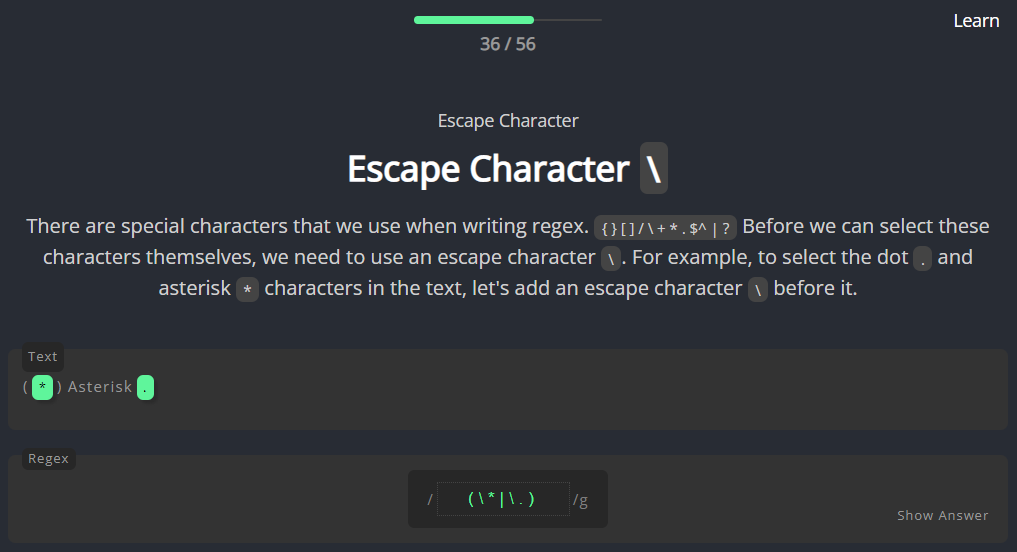 Learn
36 / 56
Escape Character
Escape Character \
There are special characters that we use when writing regex. {}[]/\+*.$^|? Before we can select these
characters themselves, we need to use an escape character \. For example, to select the dot . and
asterisk * characters in the text, let's add an escape character \ before it.
Text
(*) Asterisk .
Regex
/ (\*|\.) /g
Show Answer